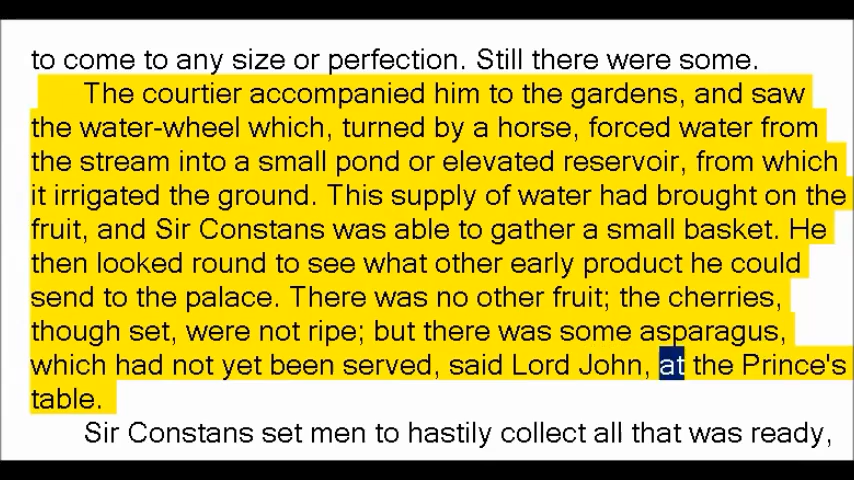 to come to any size or perfection. Still there were some.
The courtier accompanied him to the gardens, and saw
the water-wheel which, turned by a horse, forced water from
the stream into a small pond or elevated reservoir, from which
it irrigated the ground. This supply of water had brought on the
fruit, and Sir Constans was able to gather a small basket. He
then looked round to see what other early product he could
send to the palace. There was no other fruit; the cherries,
though set, were not ripe; but there was some asparagus,
which had not yet been served, said Lord John, at the Prince's
table.
Sir Constans set men to hastily collect all that was ready,